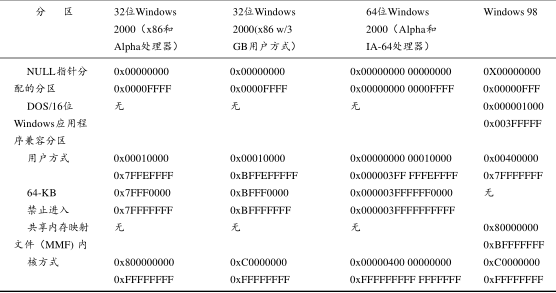 分 区 32位Windows 32位Windows 64位Windows Windows 98
2000（x86和 2000(x86 w/3 2000（Alpha和
Alpha处理器） GB用户方式） IA-64处理器）
NULL指针分 0x00000000 0x00000000 0x00000000 00000000 0X00000000
配的分区 0x0000FFFF 0x0000FFFF 0x00000000 0000FFFF 0x00000FFF
DOS/16位 无 无 无 0x000001000
Windows应用程 0x003FFFFF
序兼容分区
用户方式 0x00010000 0x00010000 0x00000000 00010000 0x00400000
0x7FFEFFFF 0xBFFEFFFFF 0x000003FF FFFEFFFF 0x7FFFFFFF
64-KB 0x7FFF0000 0xBFFF0000 0x000003FFFFFF0000 无
禁止进入 0x7FFFFFFF 0xBFFFFFFF 0x000003FFFFFFFFFF
共享内存映射 无 无 无 0x80000000
文件（MMF) 内 0xBFFFFFFF
核方式 0x800000000 0xC0000000 0x00000400 00000000 0xC0000000
0xFFFFFFFF 0xFFFFFFFF 0xFFFFFFFFF FFFFFFF 0xFFFFFFFF